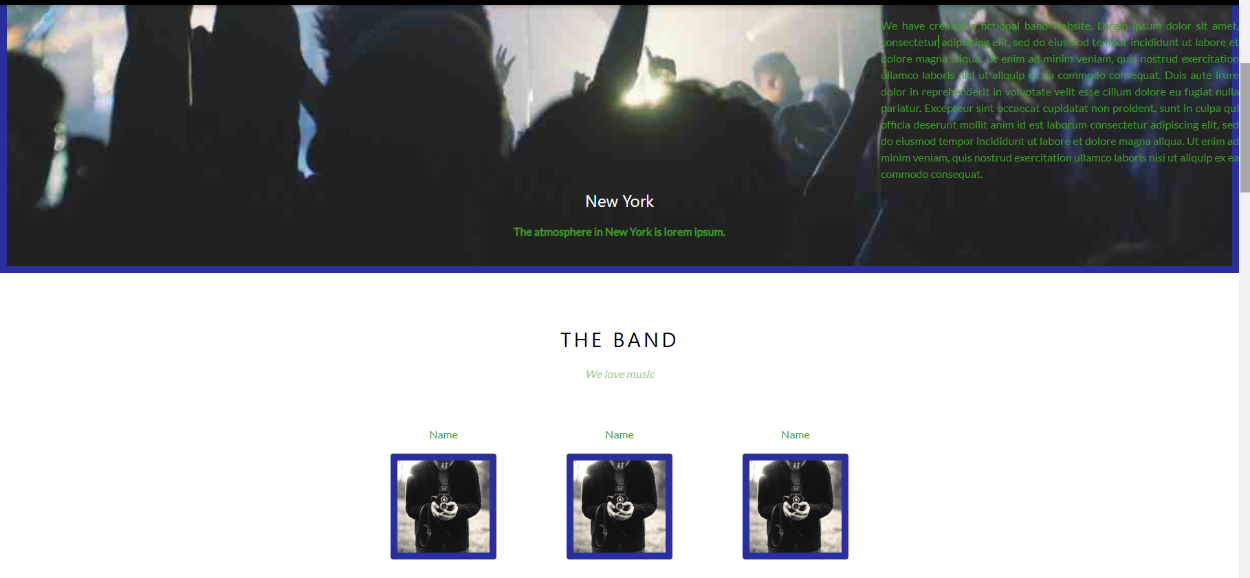 We have created a fictional band website. Lorem ipsum dolor sit amet,
consectetur adipiscing elit, sed do eiusmod tempor incididunt ut labore et
dolore magna aliqua. Ut enim ad minim veniam, quis nostrud exercitation
ullamco laboris nisi ut aliquip ex ea commodo consequat. Duis aute irure
dolor in reprehenderit in voluptate velit esse cillum dolore eu fugiat nulla
pariatur. Excepteur sint occaecat cupidatat non proident, sunt in culpa qui
officia deserunt mollit anim id est laborum consectetur adipiscing elit, sed
do eiusmod tempor incididunt ut labore et dolore magna aliqua. Ut enim ad
minim veniam, quis nostrud exercitation ullamco laboris nisi ut aliquip ex ea
commodo consequat.
New York
The atmosphere in New York is lorem ipsum.
THE BAND
We love music
Name Name Name